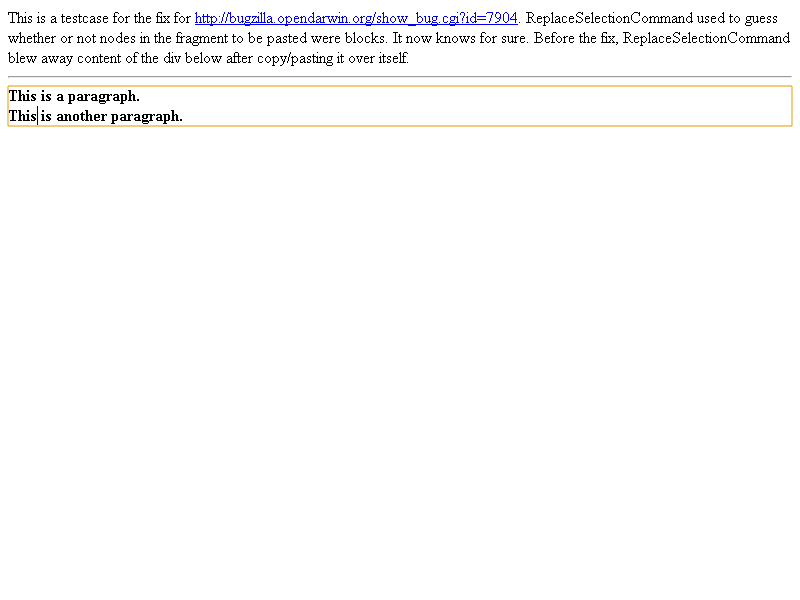 This is a testcase for the fix for http://bugzilla.opendarwin.org/show_bug.cgi?id=7904. ReplaceSelectionCommand used to guess
whether or not nodes in the fragment to be pasted were blocks. It now knows for sure. Before the fix, ReplaceSelectionCommand
blew away content of the div below after copy/pasting it over itself.
This is a paragraph.
This is another paragraph.